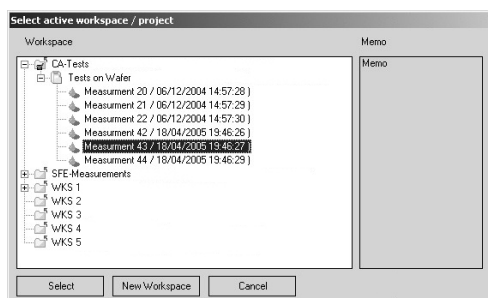 Select active workspace / project
Workspace
Memo
CA-Tests
Memo
Tests on Wafer
Measurment 20 / 06/12/2004 14:57:28 )
Measurment 21 / 06/12/2004 14:57:29 )
Measurment 22 / 06/12/2004 14:57:30 )
Measurment 42 / 18/04/2005 19:46:26 )
Measurment 43 / 18/04/2005 19:46:27 )
Measurment 44 / 18/04/2005 19:46:29 )
SFE-Measurements
WKS 1
WKS 2
WKS 3
WKS 4
WKS 5
Select
New Workspace
Cancel